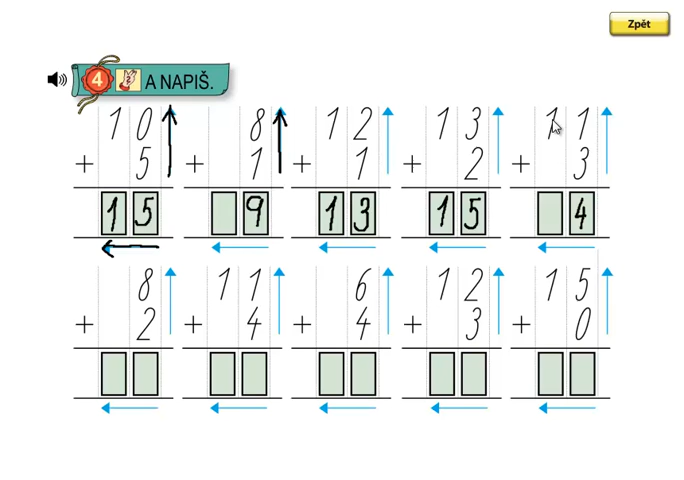 Zpět
4 2 A NAPIŠ.
10 8 12 13 11
+ 5 + 1 + 1 + 2 + 3
15 9 13 15 4
8 11 6 12 15
+ 2 + 4 + 4 + 3 + 0